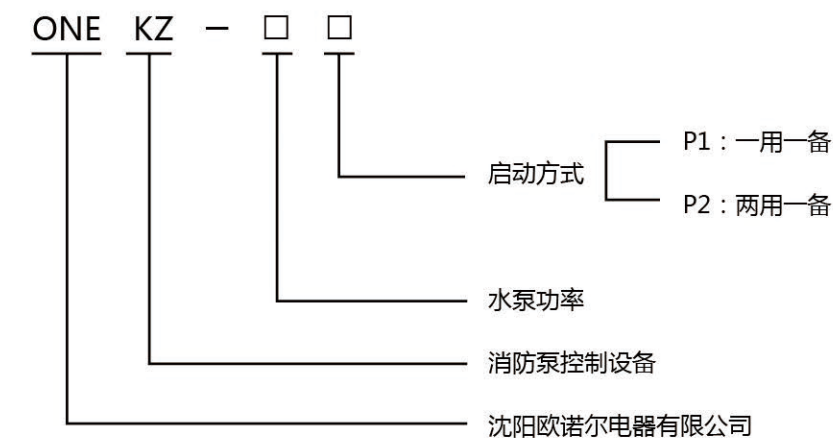 ONE KZ - □ □
P1：一用一备
启动方式
P2：两用一备
水泵功率
消防泵控制设备
沈阳欧诺尔电器有限公司